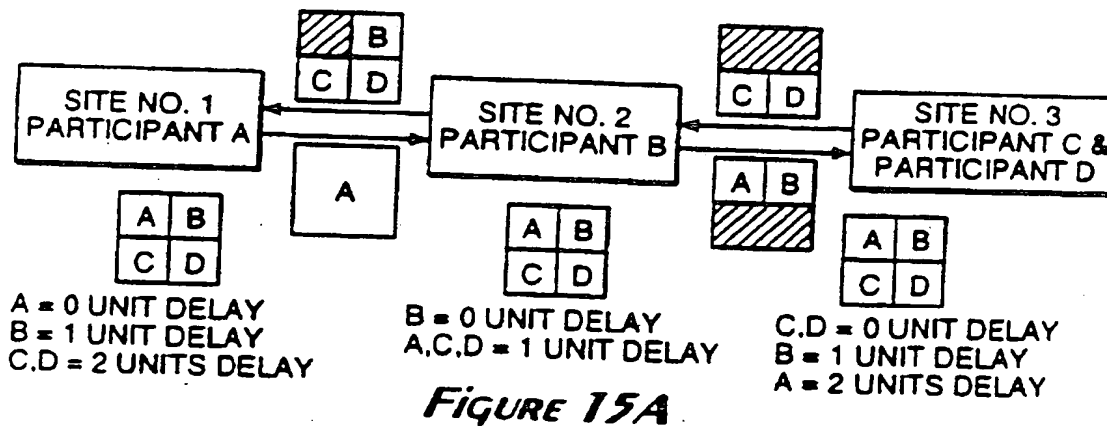 B
C D
SITE NO. 1
PARTICIPANT A
A
A B
C D
A = 0 UNIT DELAY
B = 1 UNIT DELAY
C,D = 2 UNITS DELAY
SITE NO. 2
PARTICIPANT B
A B
C D
B = 0 UNIT DELAY
A,C,D = 1 UNIT DELAY
C D
A B
SITE NO. 3
PARTICIPANT C &
PARTICIPANT D
A B
C D
C,D = 0 UNIT DELAY
B = 1 UNIT DELAY
A = 2 UNITS DELAY
FIGURE 15A